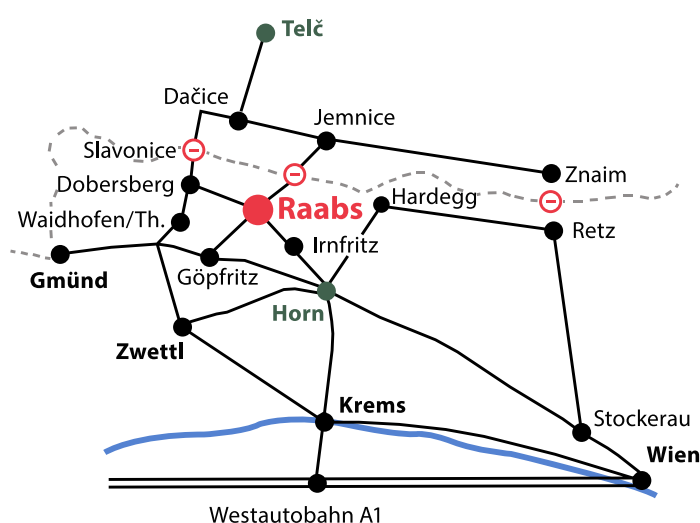 Telč
Dačice
Jemnice
Slavonice
Dobersberg
Znaim
Raabs
Hardegg
Waidhofen/Th.
Retz
Irnfritz
Gmünd
Göpfritz
Horn
Zwettl
Krems
Stockerau
Wien
Westautobahn A1